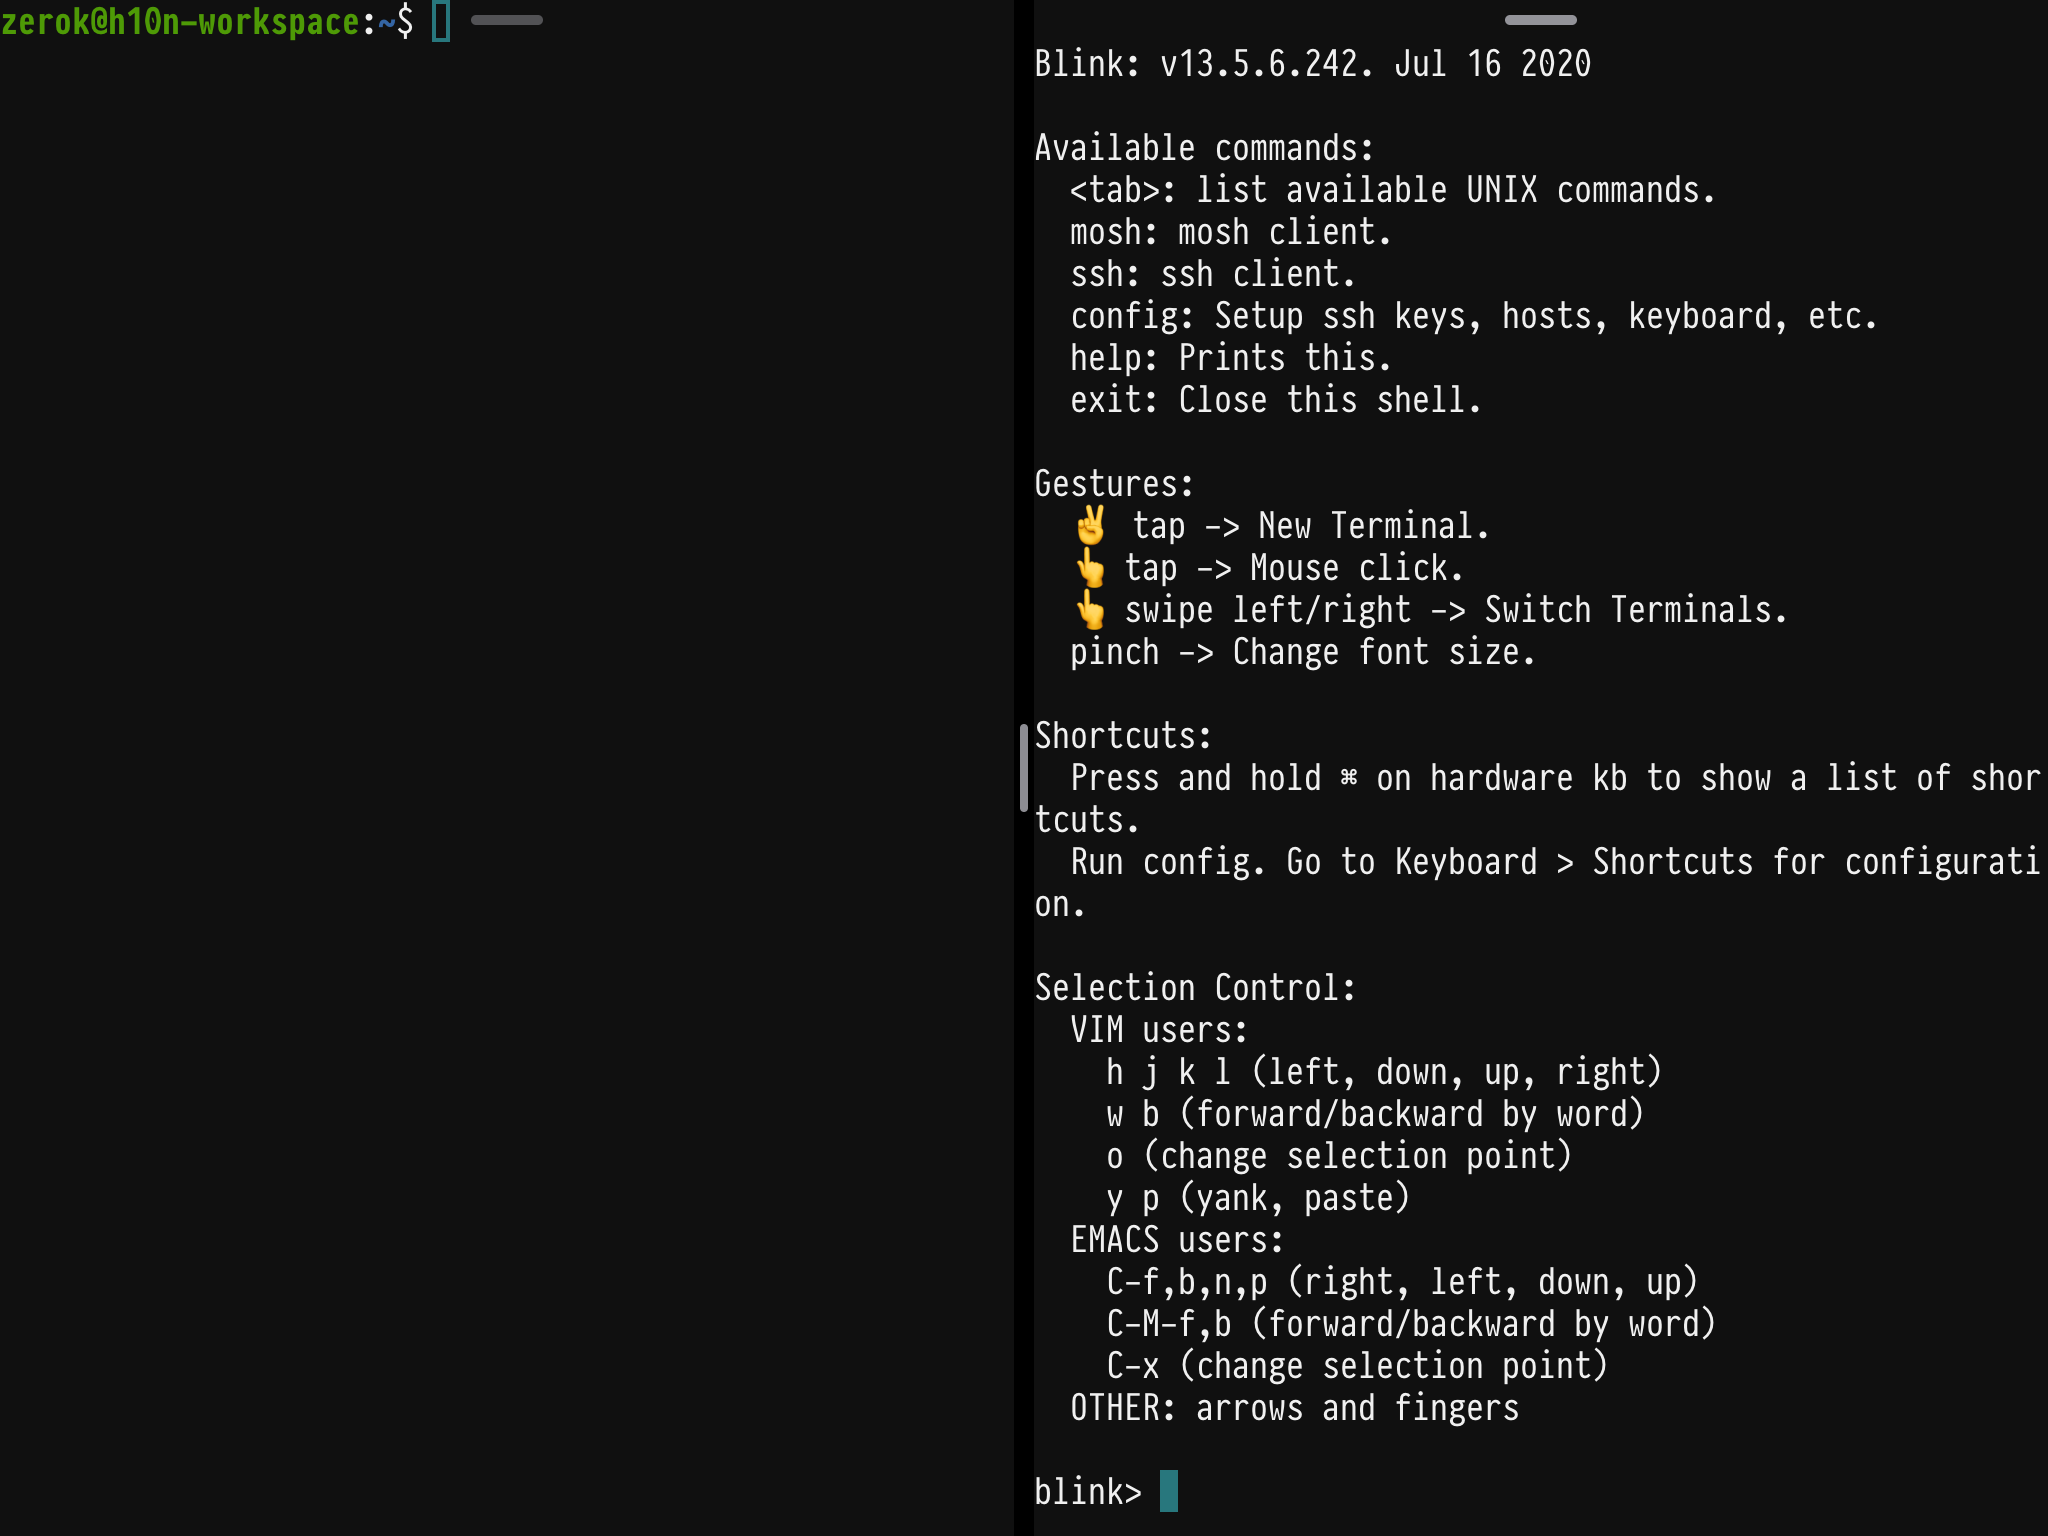 zerok@h10n-workspace:~$
Blink: v13.5.6.242. Jul 16 2020
Available commands:
<tab>: list available UNIX commands.
mosh: mosh client.
ssh: ssh client.
config: Setup ssh keys, hosts, keyboard, etc.
help: Prints this.
exit: Close this shell.
Gestures:
✌️ tap -> New Terminal.
👆 tap -> Mouse click.
👆 swipe left/right -> Switch Terminals.
pinch -> Change font size.
Shortcuts:
Press and hold ⌘ on hardware kb to show a list of shor
tcuts.
Run config. Go to Keyboard > Shortcuts for configurati
on.
Selection Control:
VIM users:
h j k l (left, down, up, right)
w b (forward/backward by word)
o (change selection point)
y p (yank, paste)
EMACS users:
C-f,b,n,p (right, left, down, up)
C-M-f,b (forward/backward by word)
C-x (change selection point)
OTHER: arrows and fingers
blink>